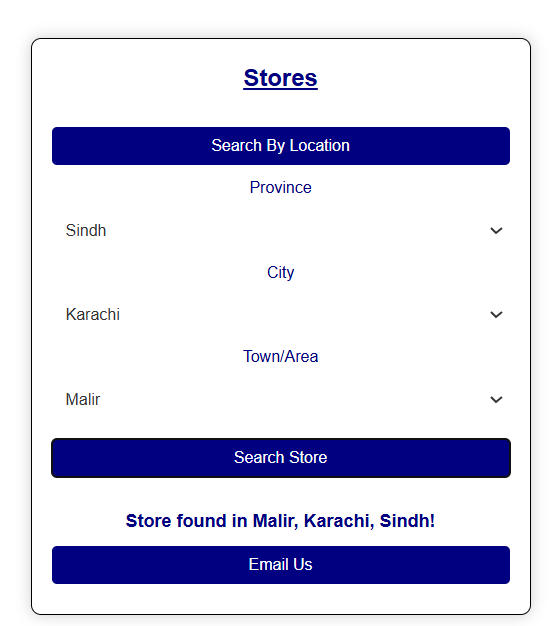 Stores
Search By Location
Province
Sindh
City
Karachi
Town/Area
Malir
Search Store
Store found in Malir, Karachi, Sindh!
Email Us